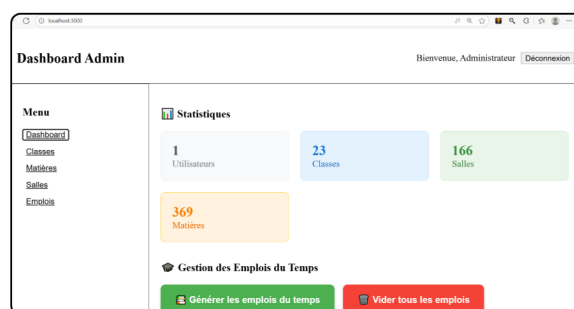 localhost:3000
Dashboard Admin
Bienvenue, Administrateur Déconnexion
Menu
Dashboard
Classes
Matières
Salles
Emplois
📊 Statistiques
1
Utilisateurs
23
Classes
166
Salles
369
Matières
🎓 Gestion des Emplois du Temps
Générer les emplois du temps
🗑️ Vider tous les emplois